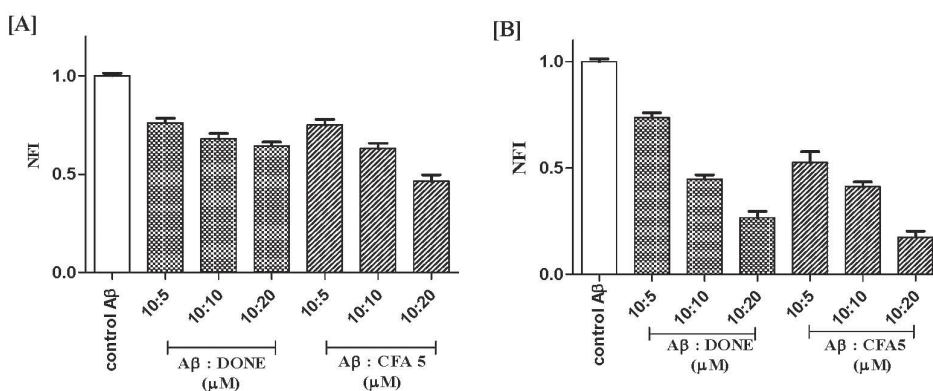 [A]
NFI
1.0
0.5
0.0
control Aβ
10:5
10:10
10:20
10:5
10:10
10:20
Aβ : DONE
(μM)
Aβ : CFA 5
(μM)
[B]
NFI
1.0
0.5
0.0
control Aβ
10:5
10:10
10:20
10:5
10:10
10:20
Aβ : DONE
(μM)
Aβ : CFA5
(μM)